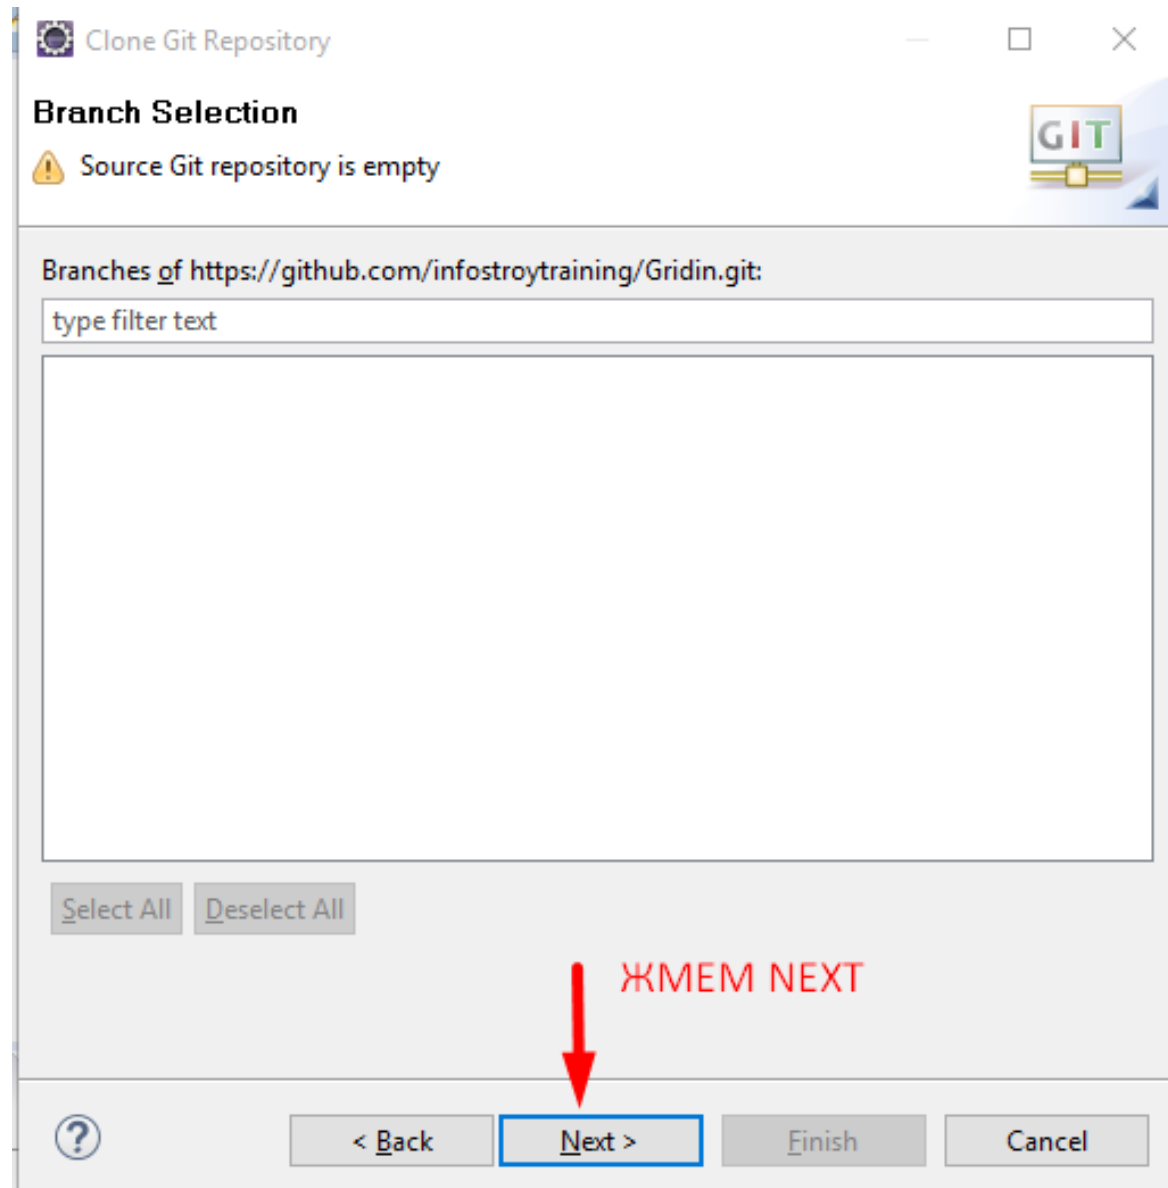 Clone Git Repository
Branch Selection
Source Git repository is empty
GIT
Branches of https://github.com/infostroytraining/Gridin.git:
type filter text
Select All Deselect All
ЖМЕМ NEXT
? < Back Next > Finish Cancel